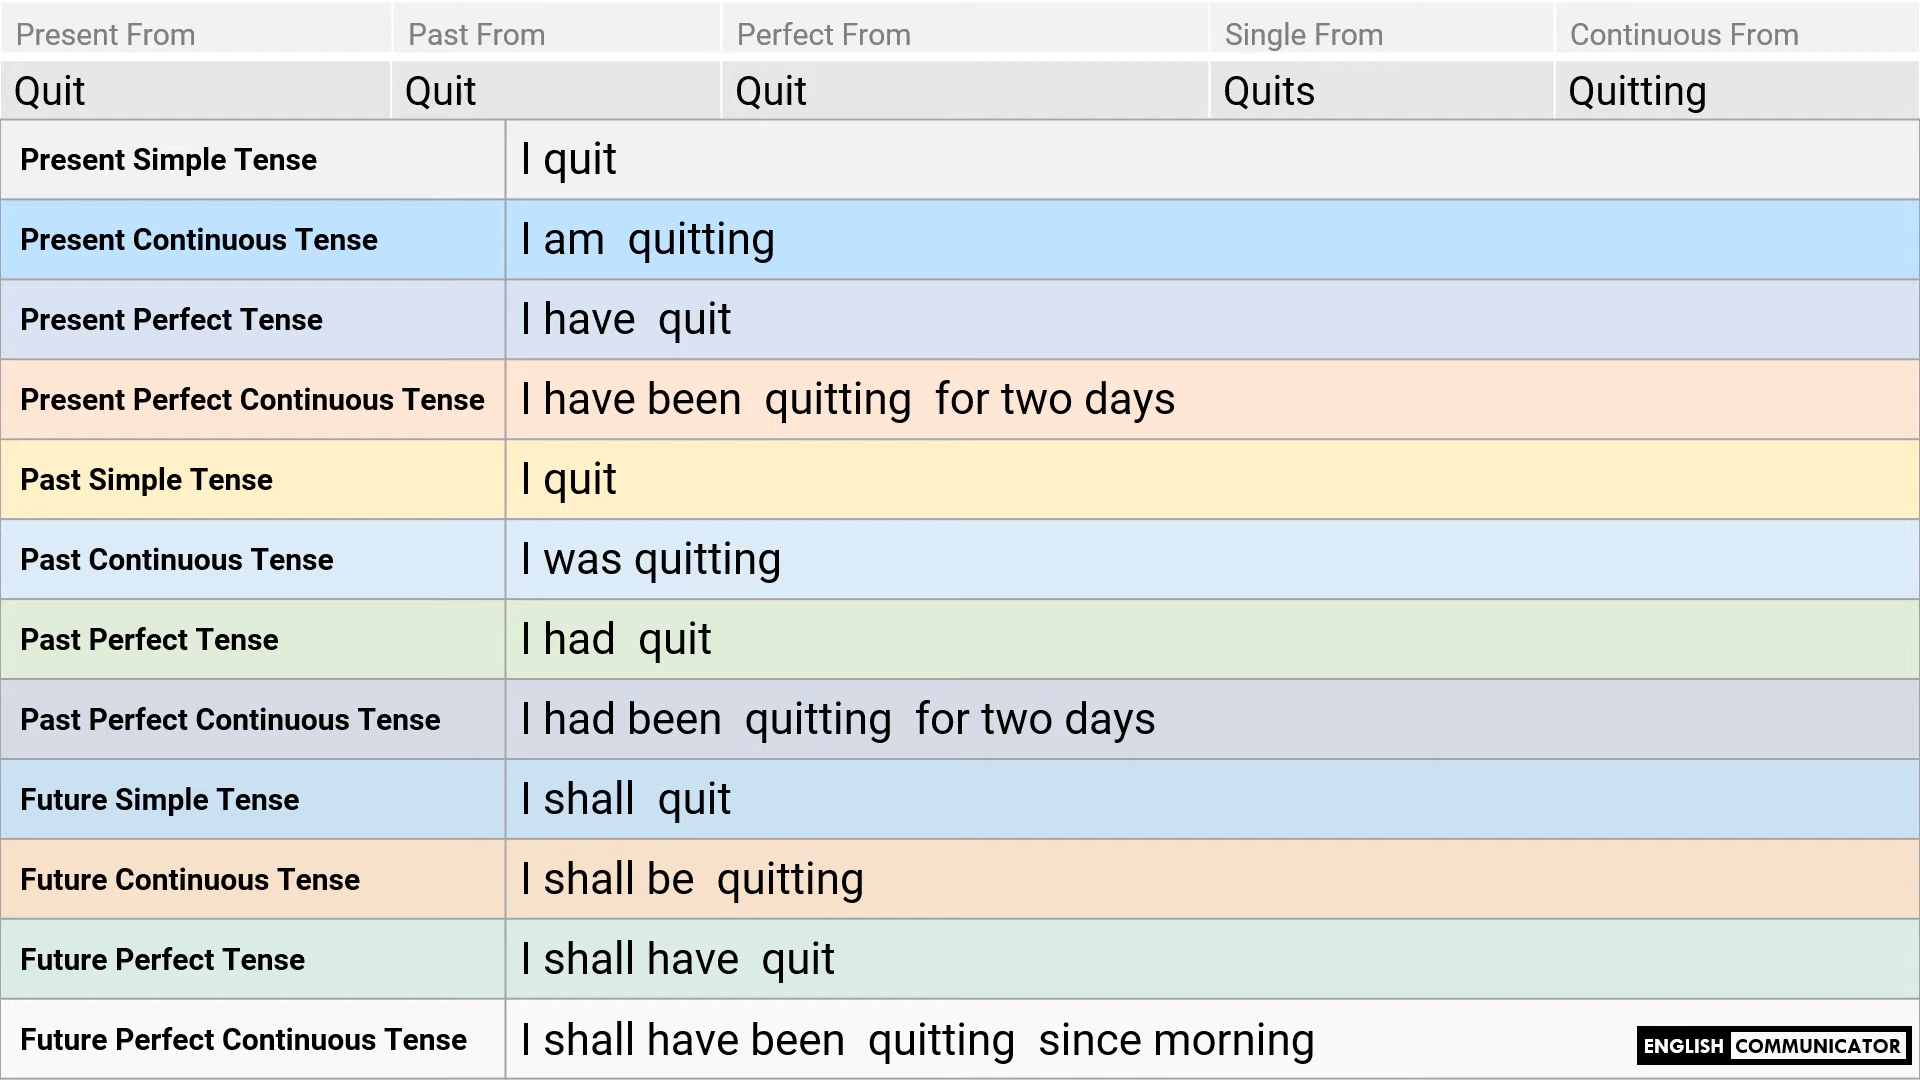 Present From Past From Perfect From Single From Continuous From
Quit Quit Quit Quits Quitting
Present Simple Tense I quit
Present Continuous Tense I am quitting
Present Perfect Tense I have quit
Present Perfect Continuous Tense I have been quitting for two days
Past Simple Tense I quit
Past Continuous Tense I was quitting
Past Perfect Tense I had quit
Past Perfect Continuous Tense I had been quitting for two days
Future Simple Tense I shall quit
Future Continuous Tense I shall be quitting
Future Perfect Tense I shall have quit
Future Perfect Continuous Tense I shall have been quitting since morning
ENGLISH COMMUNICATOR